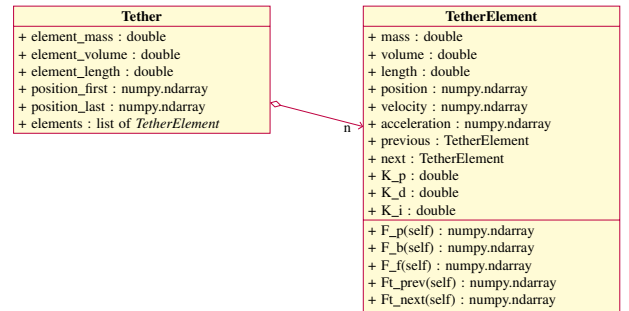 Tether
+ element_mass : double
+ element_volume : double
+ element_length : double
+ position_first : numpy.ndarray
+ position_last : numpy.ndarray
+ elements : list of TetherElement
n
TetherElement
+ mass : double
+ volume : double
+ length : double
+ position : numpy.ndarray
+ velocity : numpy.ndarray
+ acceleration : numpy.ndarray
+ previous : TetherElement
+ next : TetherElement
+ K_p : double
+ K_d : double
+ K_i : double
+ F_p(self) : numpy.ndarray
+ F_b(self) : numpy.ndarray
+ F_f(self) : numpy.ndarray
+ Ft_prev(self) : numpy.ndarray
+ Ft_next(self) : numpy.ndarray